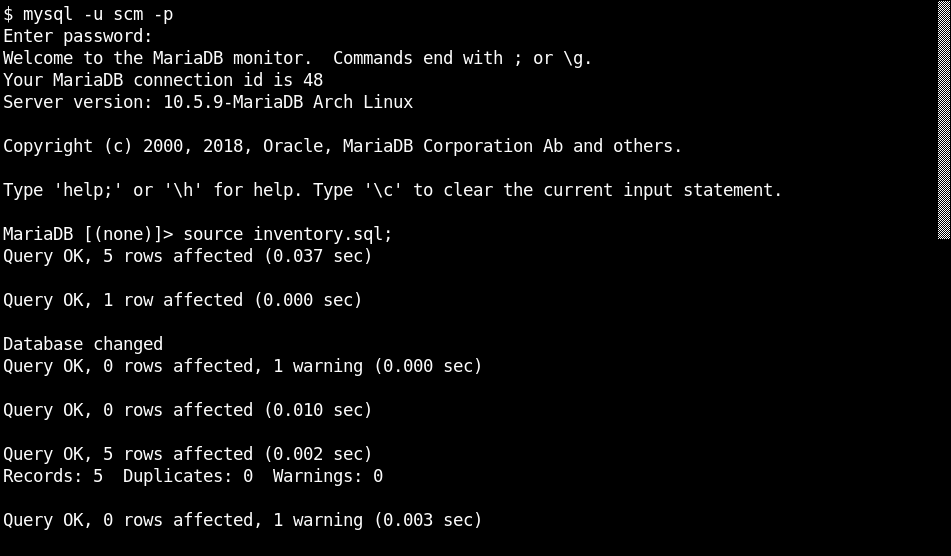 $ mysql -u scm -p
Enter password:
Welcome to the MariaDB monitor.  Commands end with ; or \g.
Your MariaDB connection id is 48
Server version: 10.5.9-MariaDB Arch Linux
Copyright (c) 2000, 2018, Oracle, MariaDB Corporation Ab and others.
Type 'help;' or '\h' for help. Type '\c' to clear the current input statement.
MariaDB [(none)]> source inventory.sql;
Query OK, 5 rows affected (0.037 sec)
Query OK, 1 row affected (0.000 sec)
Database changed
Query OK, 0 rows affected, 1 warning (0.000 sec)
Query OK, 0 rows affected (0.010 sec)
Query OK, 5 rows affected (0.002 sec)
Records: 5  Duplicates: 0  Warnings: 0
Query OK, 0 rows affected, 1 warning (0.003 sec)